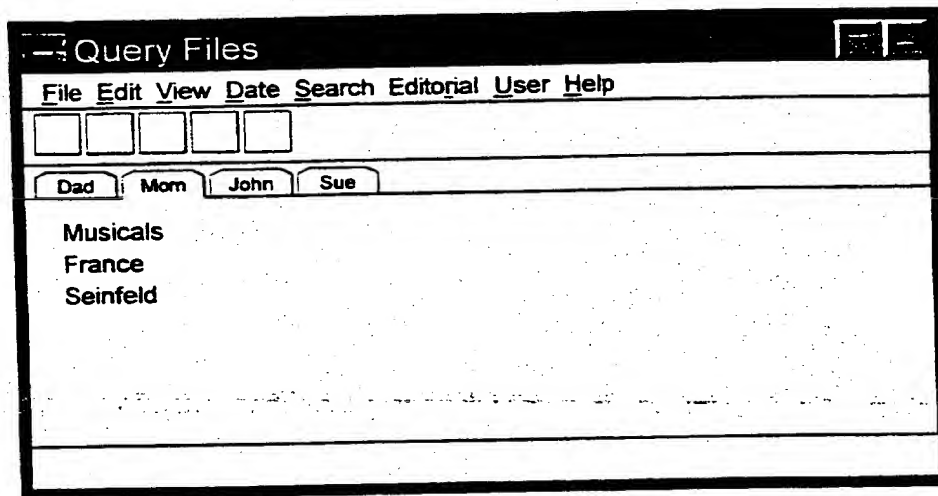 Query Files
File Edit View Date Search Editorial User Help
Dad Mom John Sue
Musicals
France
Seinfeld